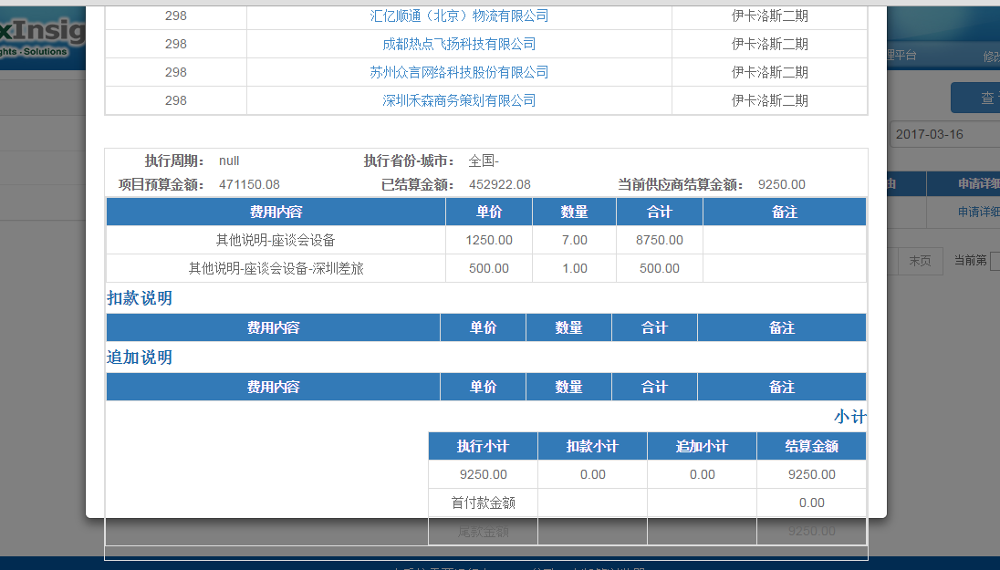 298 汇亿顺通（北京）物流有限公司 伊卡洛斯二期
xInsig
298 成都热点飞扬科技有限公司 伊卡洛斯二期
ghts - Solutions
理平台 修改
298 苏州众言网络科技股份有限公司 伊卡洛斯二期
298 深圳禾森商务策划有限公司 伊卡洛斯二期
查
2017-03-16
执行周期： null 执行省份-城市： 全国-
项目预算金额： 471150.08 已结算金额： 452922.08 当前供应商结算金额： 9250.00
由 申请详细
费用内容 单价 数量 合计 备注
申请详细
其他说明-座谈会设备 1250.00 7.00 8750.00
末页 当前第
其他说明-座谈会设备-深圳差旅 500.00 1.00 500.00
扣款说明
费用内容 单价 数量 合计 备注
追加说明
费用内容 单价 数量 合计 备注
小计
执行小计 扣款小计 追加小计 结算金额
9250.00 0.00 0.00 9250.00
首付款金额 0.00
尾款金额 9250.00